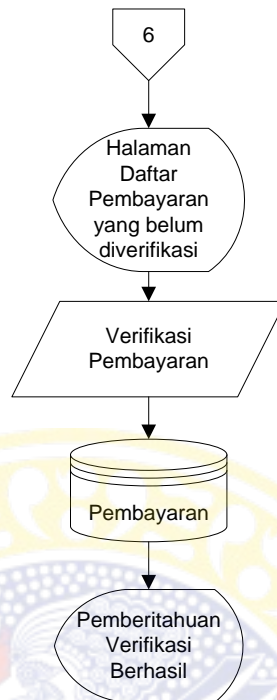 6
Halaman
Daftar
Pembayaran
yang belum
diverifikasi
Verifikasi
Pembayaran
Pembayaran
Pemberitahuan
Verifikasi
Berhasil